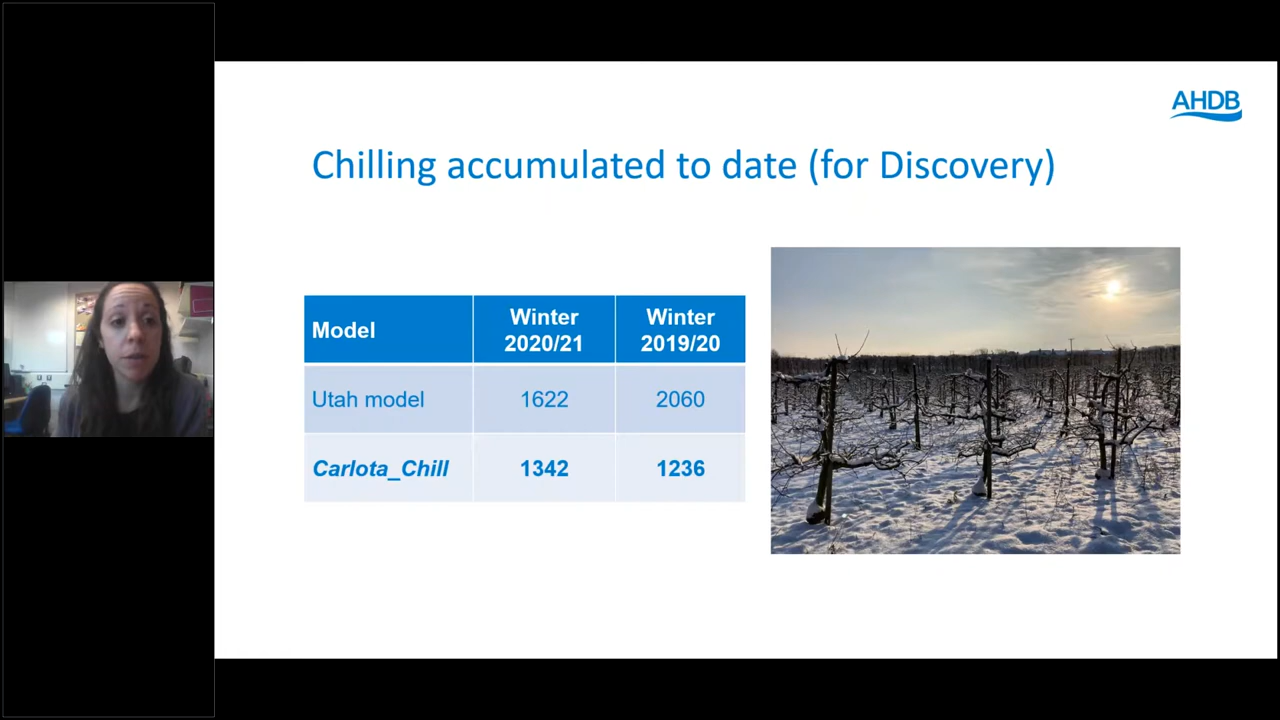 AHDB
Chilling accumulated to date (for Discovery)
Model
Winter
2020/21
Winter
2019/20
Utah model
1622
2060
Carlota_Chill
1342
1236